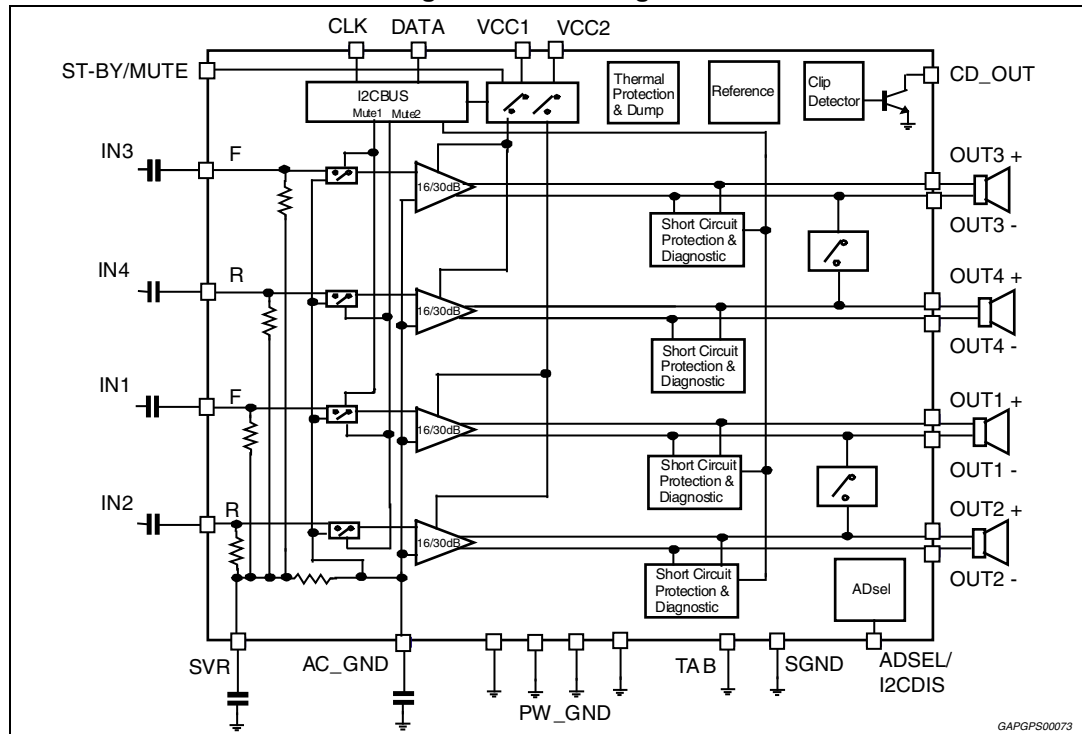 CLK DATA VCC1 VCC2
ST-BY/MUTE
I2CBUS
Mute1 Mute2
Thermal
Protection
& Dump
Reference
Clip
Detector
CD_OUT
IN3
F
16/30dB
OUT3 +
OUT3 -
Short Circuit
Protection &
Diagnostic
IN4
R
16/30dB
OUT4 +
OUT4 -
Short Circuit
Protection &
Diagnostic
IN1
F
16/30dB
OUT1 +
OUT1 -
Short Circuit
Protection &
Diagnostic
IN2
R
16/30dB
OUT2 +
OUT2 -
Short Circuit
Protection &
Diagnostic
ADsel
SVR
AC_GND
PW_GND
TAB
SGND
ADSEL/
I2CDIS
GAPGPS00073